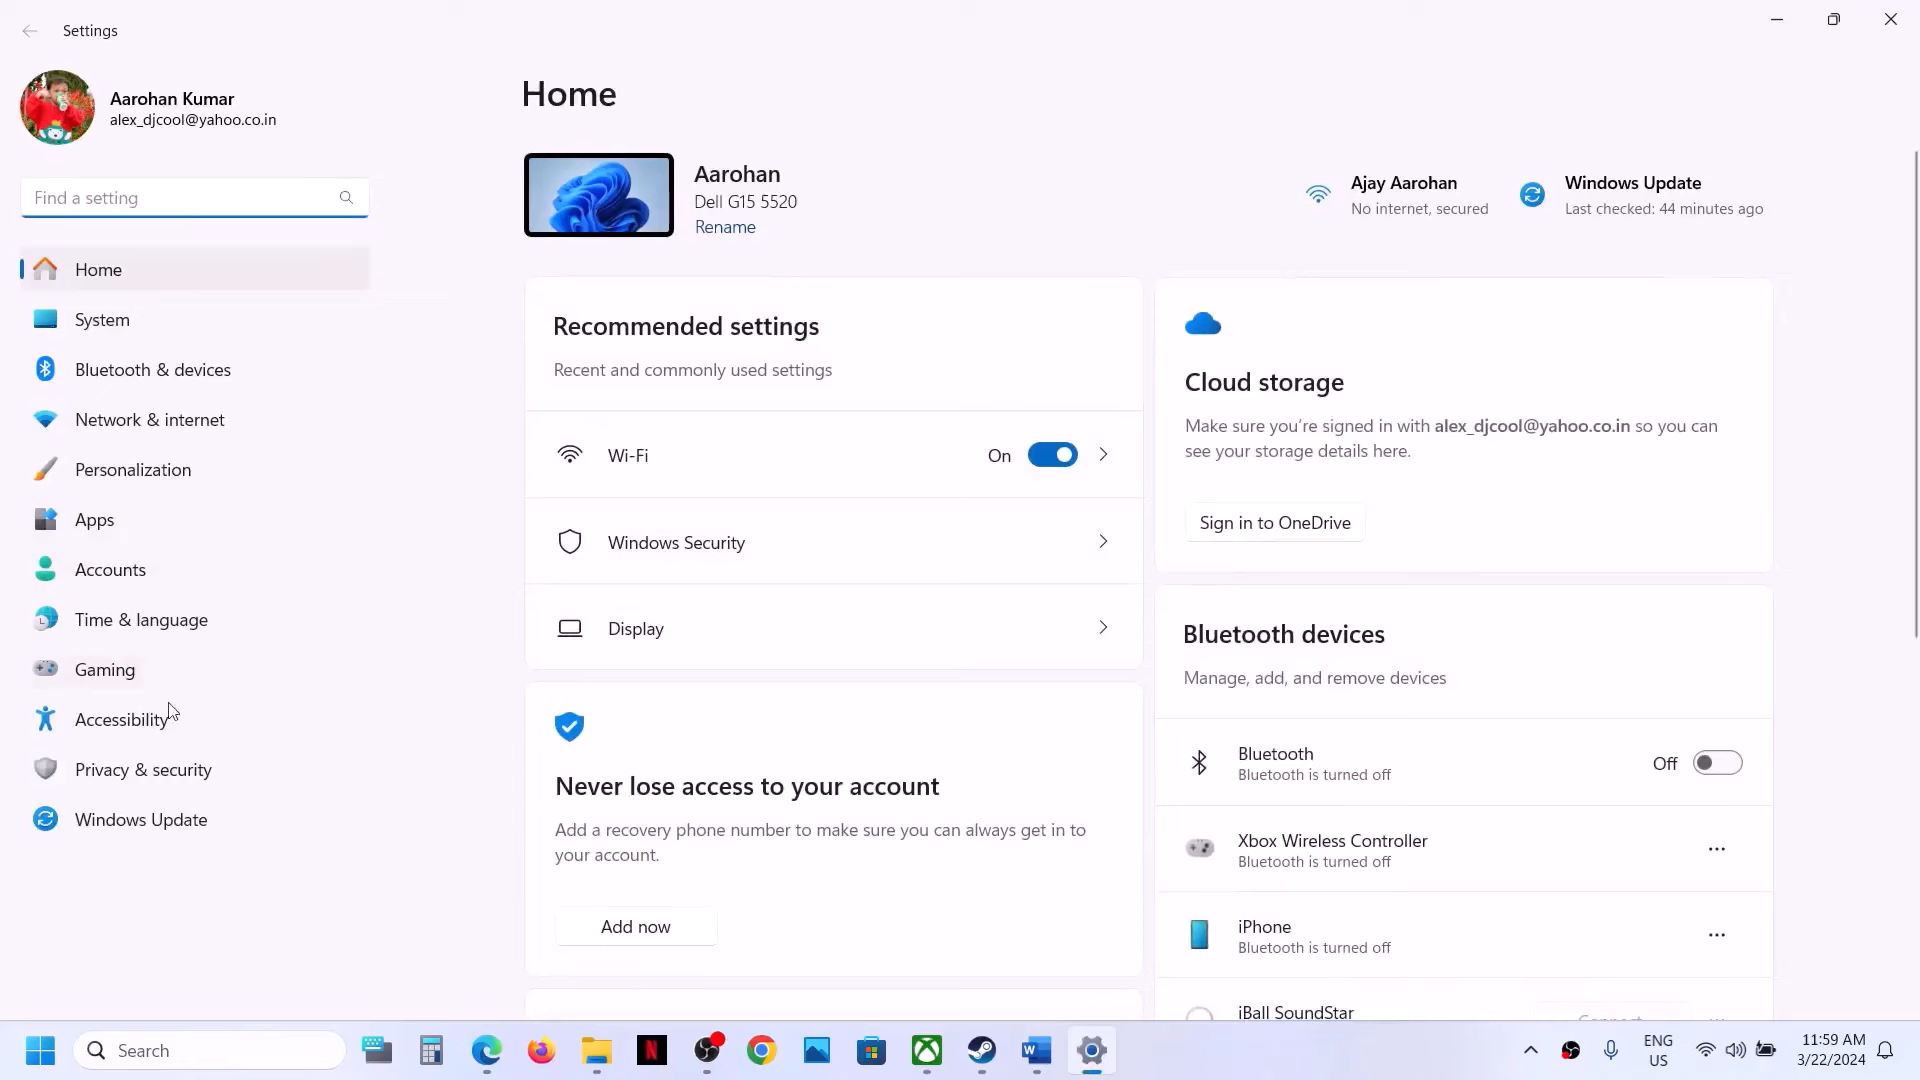 Settings
Aarohan Kumar
alex_djcool@yahoo.co.in
Find a setting
Home
System
Bluetooth & devices
Network & internet
Personalization
Apps
Accounts
Time & language
Gaming
Accessibility
Privacy & security
Windows Update
Home
Aarohan
Dell G15 5520
Rename
Ajay Aarohan
No internet, secured
Windows Update
Last checked: 44 minutes ago
Recommended settings
Recent and commonly used settings
Wi-Fi
On
Windows Security
Display
Never lose access to your account
Add a recovery phone number to make sure you can always get in to
your account.
Add now
Cloud storage
Make sure you're signed in with alex_djcool@yahoo.co.in so you can
see your storage details here.
Sign in to OneDrive
Bluetooth devices
Manage, add, and remove devices
Bluetooth
Bluetooth is turned off
Off
Xbox Wireless Controller
Bluetooth is turned off
iPhone
Bluetooth is turned off
iBall SoundStar
Connect
Search
ENG
US
11:59 AM
3/22/2024